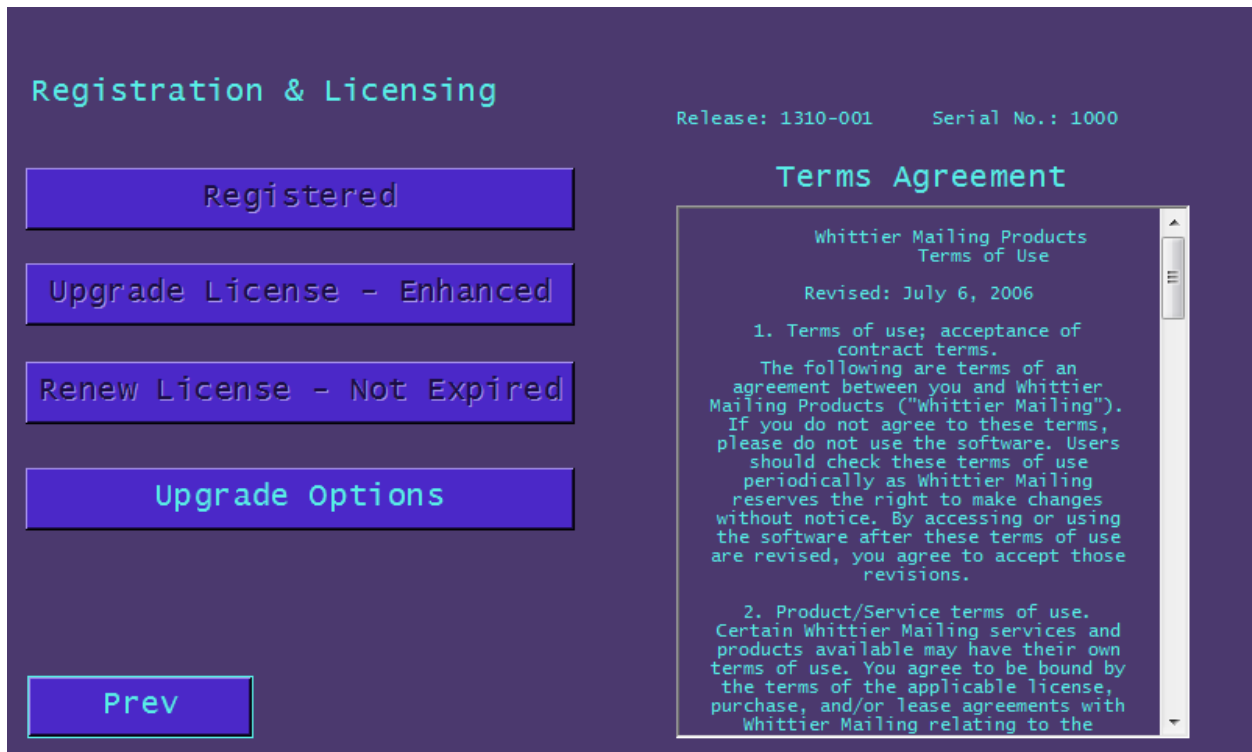 Registration & Licensing
Registered
Upgrade License - Enhanced
Renew License - Not Expired
Upgrade Options
Prev
Release: 1310-001 Serial No.: 1000
Terms Agreement
Whittier Mailing Products
Terms of Use
Revised: July 6, 2006
1. Terms of use; acceptance of
contract terms.
The following are terms of an
agreement between you and Whittier
Mailing Products ("Whittier Mailing").
If you do not agree to these terms,
please do not use the software. Users
should check these terms of use
periodically as Whittier Mailing
reserves the right to make changes
without notice. By accessing or using
the software after these terms of use
are revised, you agree to accept those
revisions.
2. Product/Service terms of use.
Certain Whittier Mailing services and
products available may have their own
terms of use. You agree to be bound by
the terms of the applicable license,
purchase, and/or lease agreements with
Whittier Mailing relating to the